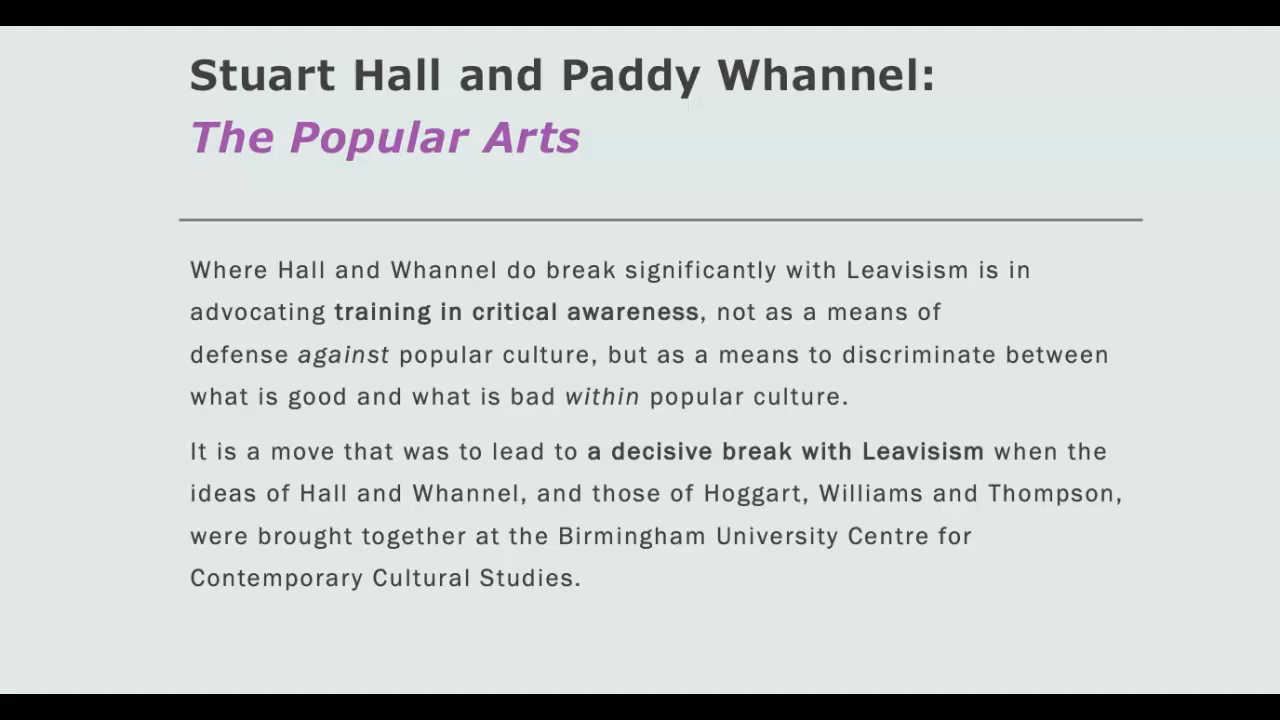 Stuart Hall and Paddy Whannel:
The Popular Arts
Where Hall and Whannel do break significantly with Leavisism is in
advocating training in critical awareness, not as a means of
defense against popular culture, but as a means to discriminate between
what is good and what is bad within popular culture.
It is a move that was to lead to a decisive break with Leavisism when the
ideas of Hall and Whannel, and those of Hoggart, Williams and Thompson,
were brought together at the Birmingham University Centre for
Contemporary Cultural Studies.